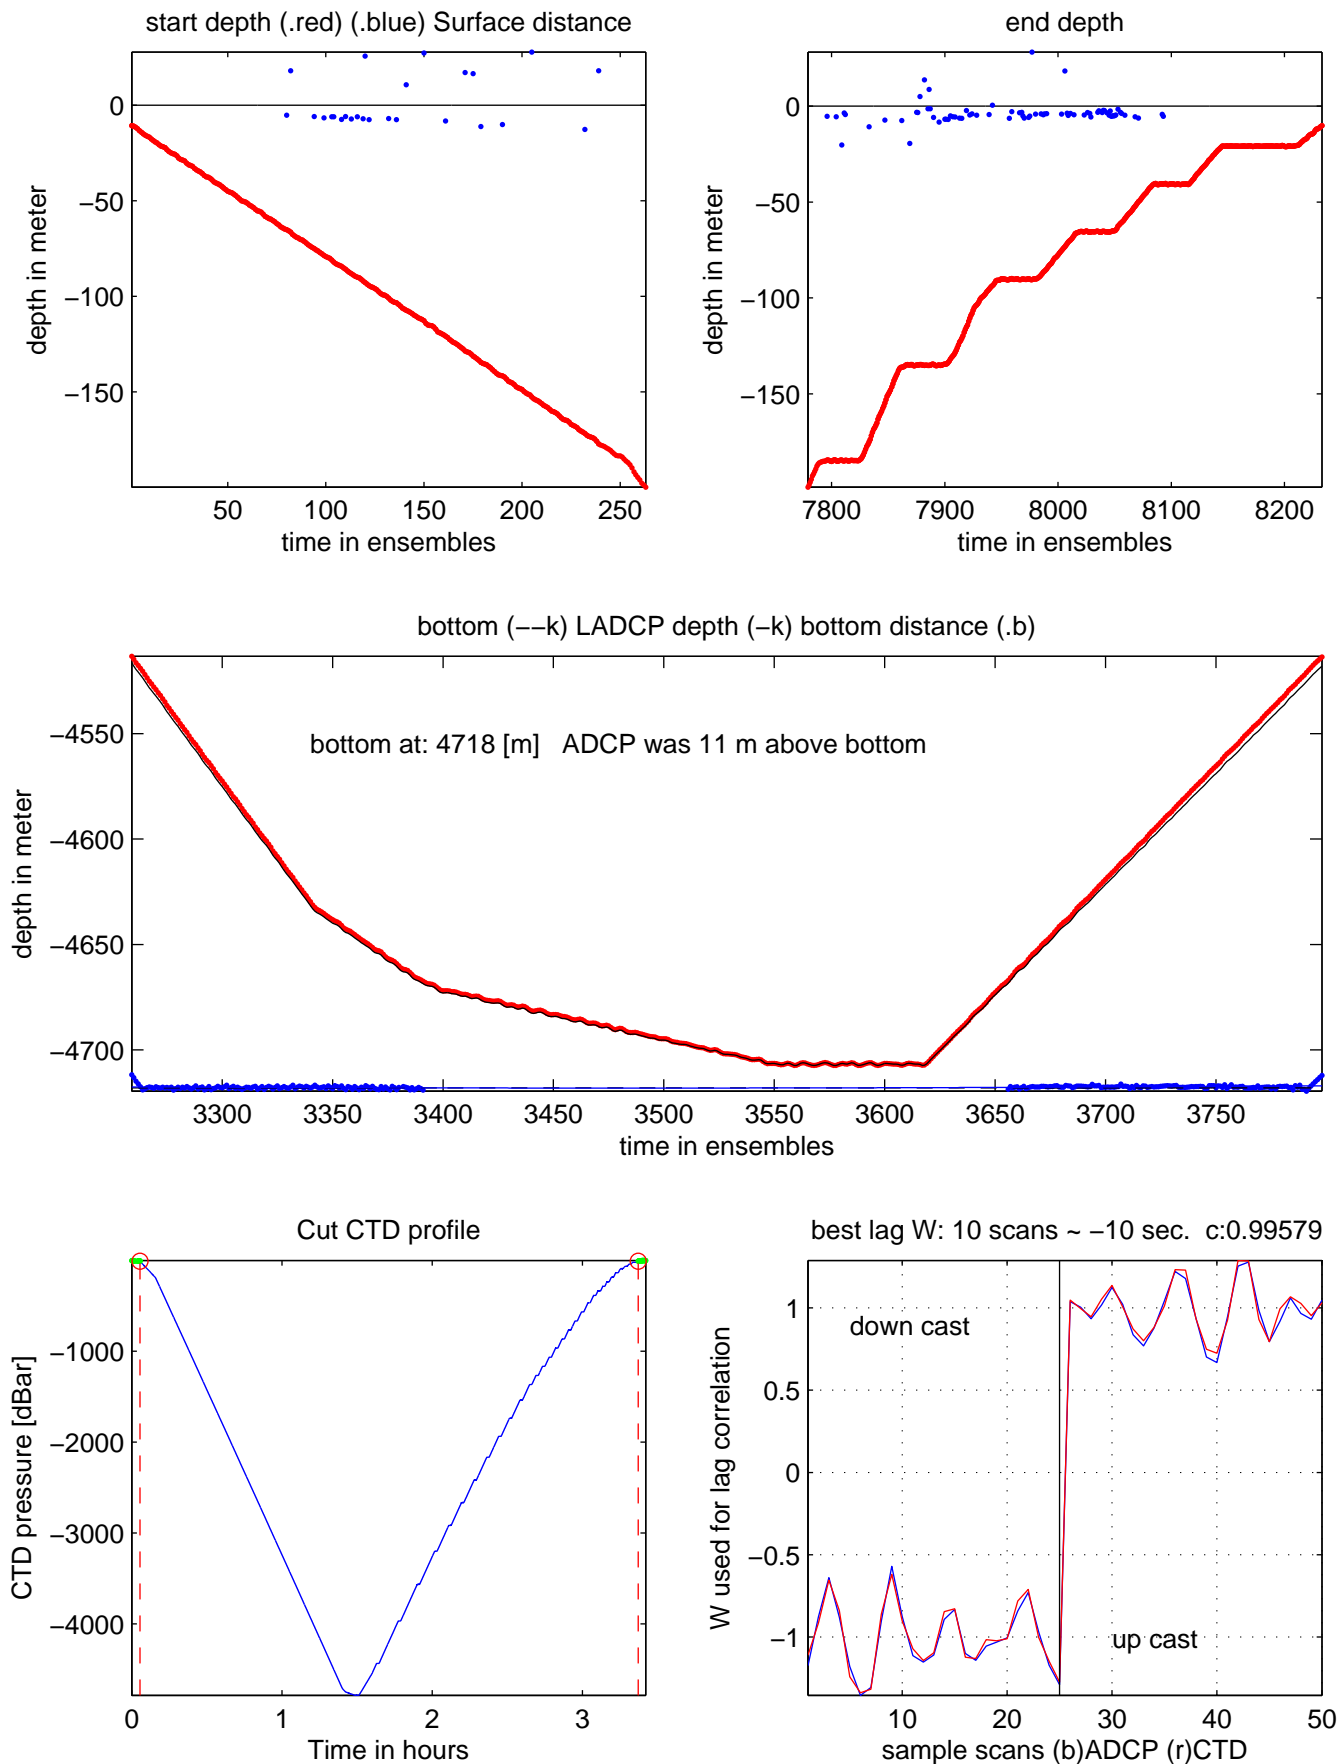 start depth (.red) (.blue) Surface distance
end depth
0
−50
−100
−150
depth in meter
50
100
150
200
250
time in ensembles
0
−50
−100
−150
depth in meter
7800
7900
8000
8100
8200
time in ensembles
bottom (−−k) LADCP depth (−k) bottom distance (.b)
bottom at: 4718 [m]   ADCP was 11 m above bottom
−4550
−4600
−4650
−4700
depth in meter
3300
3350
3400
3450
3500
3550
3600
3650
3700
3750
time in ensembles
Cut CTD profile
−1000
−2000
−3000
−4000
CTD pressure [dBar]
0
1
2
3
Time in hours
best lag W: 10 scans ~ −10 sec.  c:0.99579
down cast
up cast
1
0.5
0
−0.5
−1
W used for lag correlation
10
20
30
40
50
sample scans (b)ADCP (r)CTD